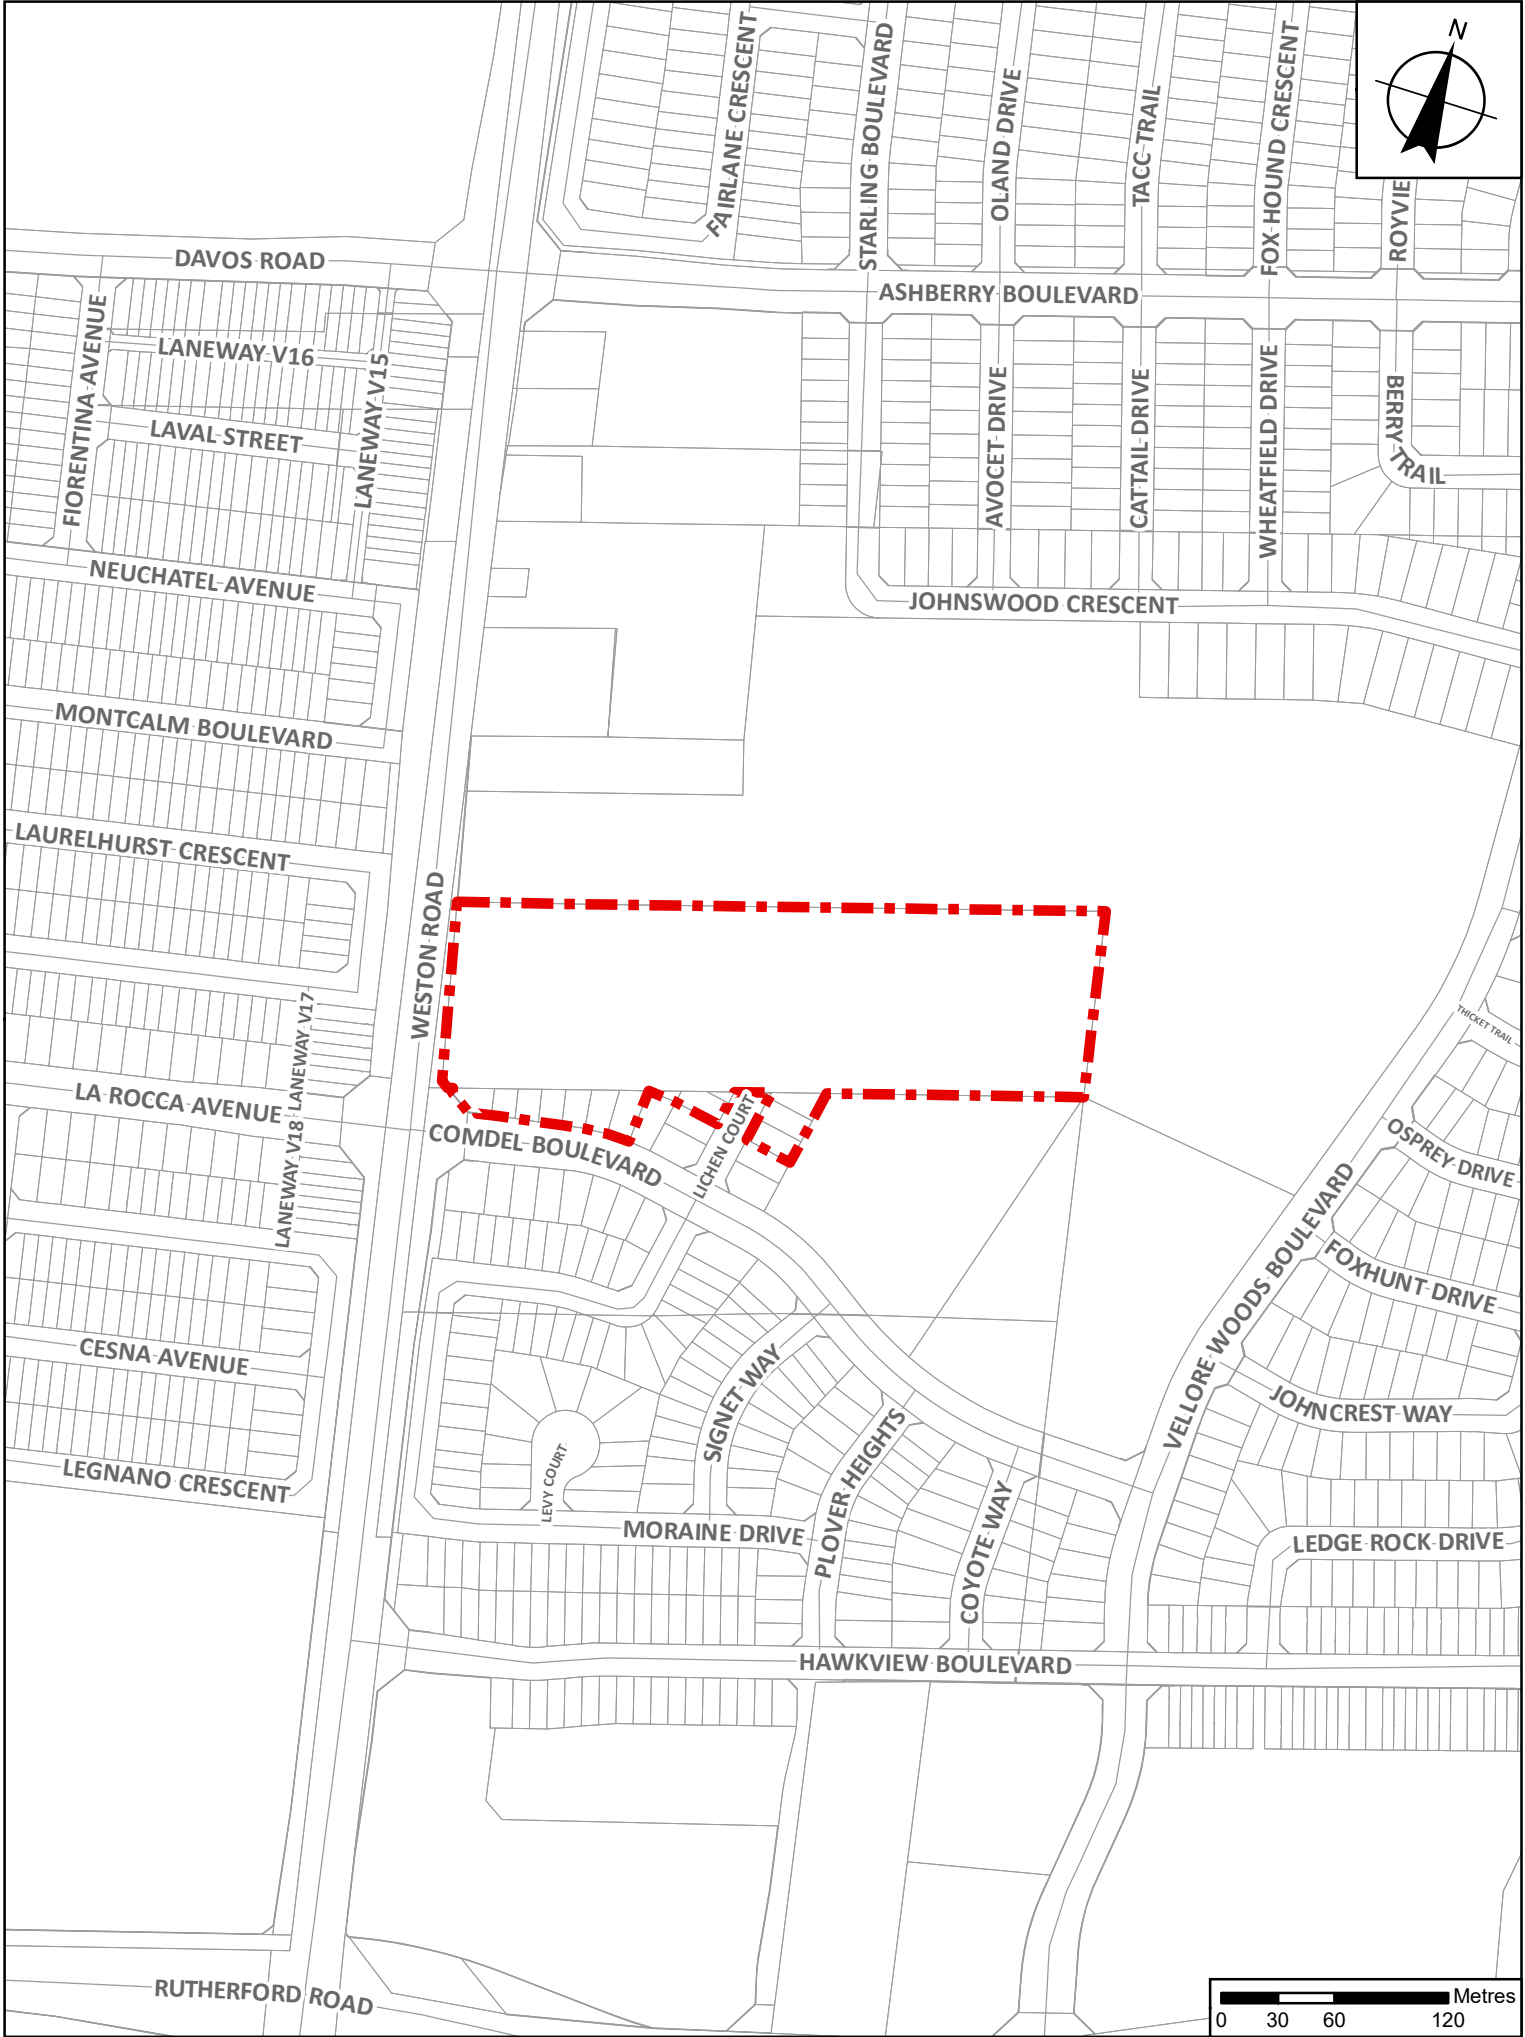 N
FAIRLANE CRESCENT
STARLING BOULEVARD
OLAND DRIVE
TACC TRAIL
FOX HOUND CRESCENT
ROYVIE
DAVOS ROAD
ASHBERRY BOULEVARD
FIORENTINA AVENUE
LANEWAY V16
LANEWAY V15
LAVAL STREET
AVOCET DRIVE
CATTAIL DRIVE
WHEATFIELD DRIVE
BERRY TRAIL
NEUCHATEL AVENUE
JOHNSWOOD CRESCENT
MONTCALM BOULEVARD
LAURELHURST CRESCENT
WESTON ROAD
LANEWAY V17
THICKET TRAIL
LA ROCCA AVENUE
LANEWAY V18
COMDEL BOULEVARD
LICHEN COURT
OSPREY DRIVE
VELLORE WOODS BOULEVARD
FOXHUNT DRIVE
CESNA AVENUE
SIGNET WAY
JOHNCREST WAY
LEGNANO CRESCENT
LEVY COURT
PLOVER HEIGHTS
COYOTE WAY
MORAINE DRIVE
LEDGE ROCK DRIVE
HAWKVIEW BOULEVARD
RUTHERFORD ROAD
Metres
0 30 60 120